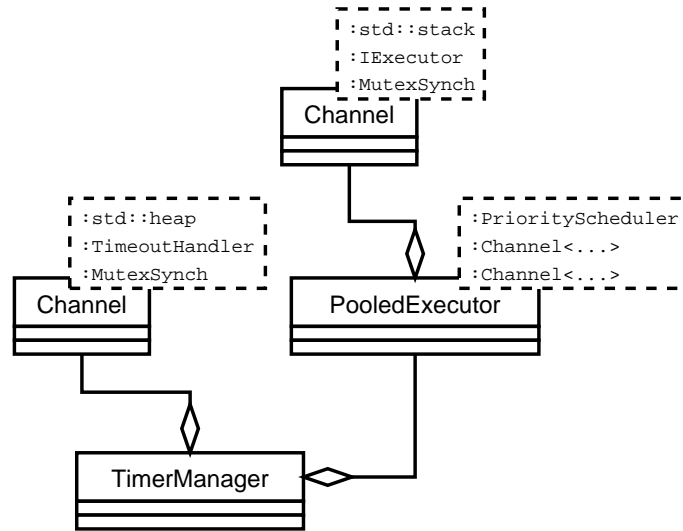 :std::stack
:IExecutor
:MutexSynch
Channel
:std::heap
:TimeoutHandler
:MutexSynch
Channel
:PriorityScheduler
:Channel<...>
:Channel<...>
PooledExecutor
TimerManager